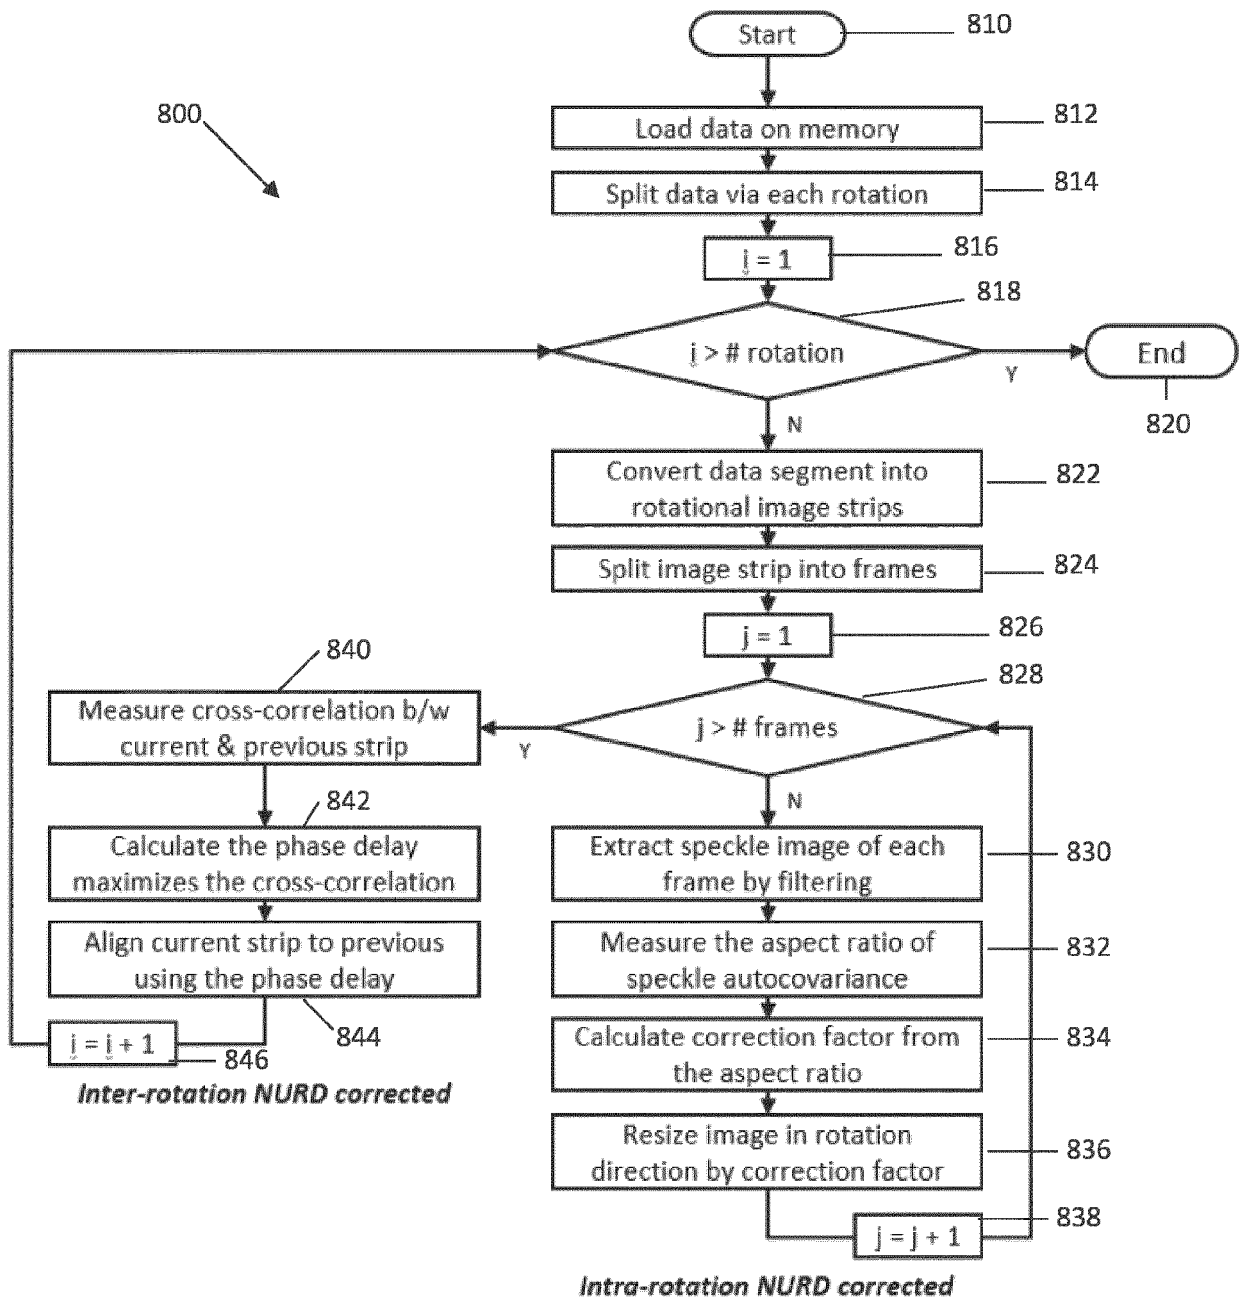 Start
810
800
Load data on memory
812
Split data via each rotation
814
i = 1
816
818
i > # rotation
Y
End
820
N
Convert data segment into
rotational image strips
822
Split image strip into frames
824
j = 1
826
828
j > # frames
Y
N
840
Measure cross-correlation b/w
current & previous strip
842
Calculate the phase delay
maximizes the cross-correlation
Align current strip to previous
using the phase delay
844
i = i + 1
846
Inter-rotation NURD corrected
Extract speckle image of each
frame by filtering
830
Measure the aspect ratio of
speckle autocovariance
832
Calculate correction factor from
the aspect ratio
834
Resize image in rotation
direction by correction factor
836
j = j + 1
838
Intra-rotation NURD corrected